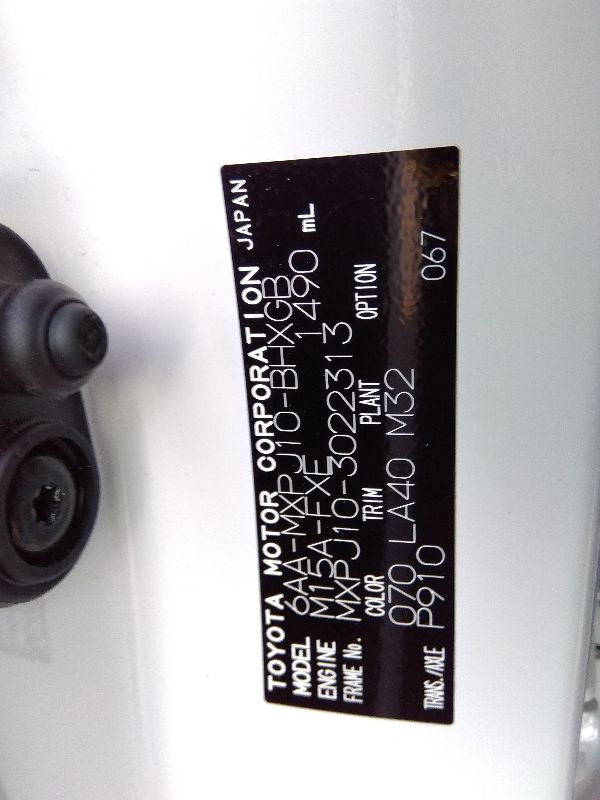 TOYOTA MOTOR CORPORATION JAPAN
MODEL 6AA-MXPJ10-BHXGB
ENGINE M15A-FXE 1490 mL
FRAME No. MXPJ10-3022313
COLOR TRIM PLANT OPTION
070 LA40 M32
TRANS./AXLE P910 067